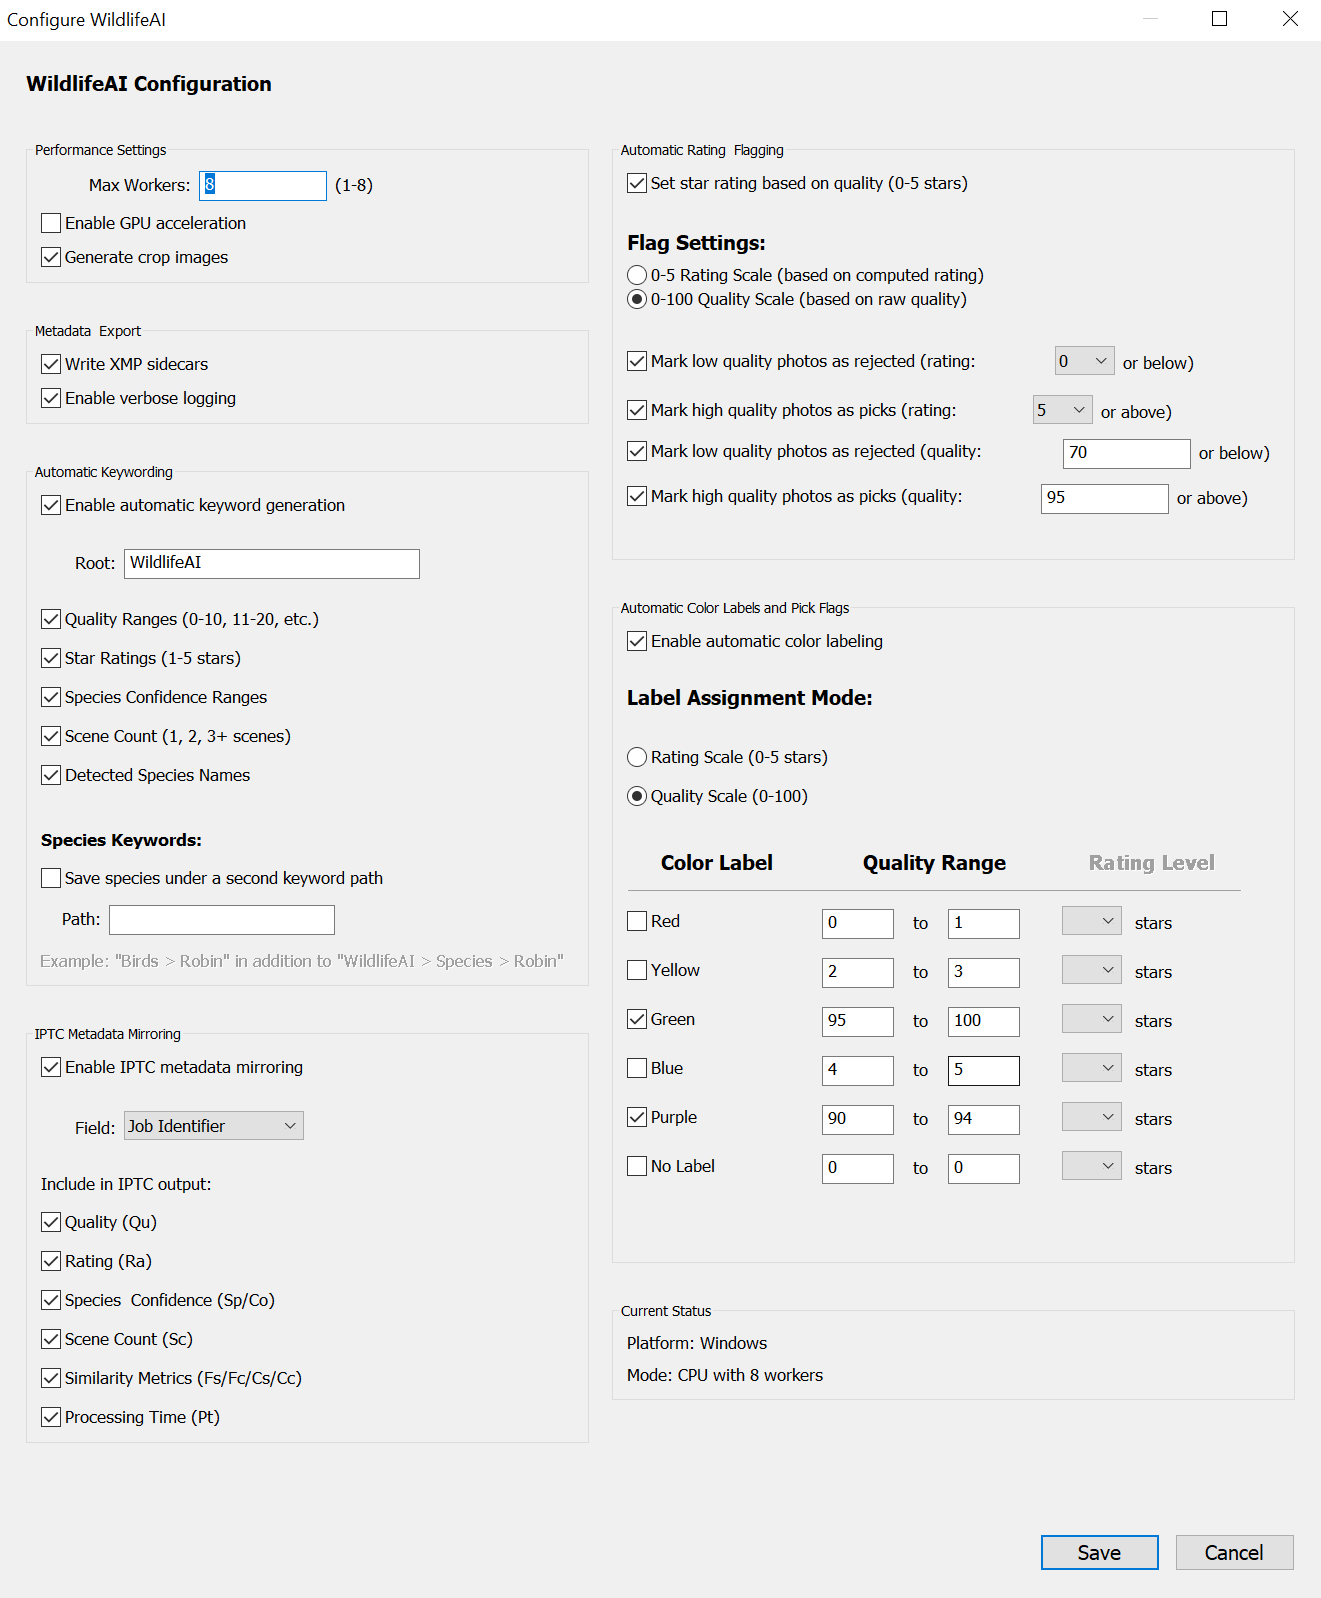 Configure WildlifeAI
WildlifeAI Configuration
Performance Settings
Max Workers: 8 (1-8)
Enable GPU acceleration
Generate crop images
Metadata  Export
Write XMP sidecars
Enable verbose logging
Automatic Keywording
Enable automatic keyword generation
Root: WildlifeAI
Quality Ranges (0-10, 11-20, etc.)
Star Ratings (1-5 stars)
Species Confidence Ranges
Scene Count (1, 2, 3+ scenes)
Detected Species Names
Species Keywords:
Save species under a second keyword path
Path:
Example: "Birds > Robin" in addition to "WildlifeAI > Species > Robin"
IPTC Metadata Mirroring
Enable IPTC metadata mirroring
Field: Job Identifier
Include in IPTC output:
Quality (Qu)
Rating (Ra)
Species  Confidence (Sp/Co)
Scene Count (Sc)
Similarity Metrics (Fs/Fc/Cs/Cc)
Processing Time (Pt)
Automatic Rating  Flagging
Set star rating based on quality (0-5 stars)
Flag Settings:
0-5 Rating Scale (based on computed rating)
0-100 Quality Scale (based on raw quality)
Mark low quality photos as rejected (rating: 0 or below)
Mark high quality photos as picks (rating: 5 or above)
Mark low quality photos as rejected (quality: 70 or below)
Mark high quality photos as picks (quality: 95 or above)
Automatic Color Labels and Pick Flags
Enable automatic color labeling
Label Assignment Mode:
Rating Scale (0-5 stars)
Quality Scale (0-100)
Color Label Quality Range Rating Level
Red 0 to 1 stars
Yellow 2 to 3 stars
Green 95 to 100 stars
Blue 4 to 5 stars
Purple 90 to 94 stars
No Label 0 to 0 stars
Current Status
Platform: Windows
Mode: CPU with 8 workers
Save Cancel